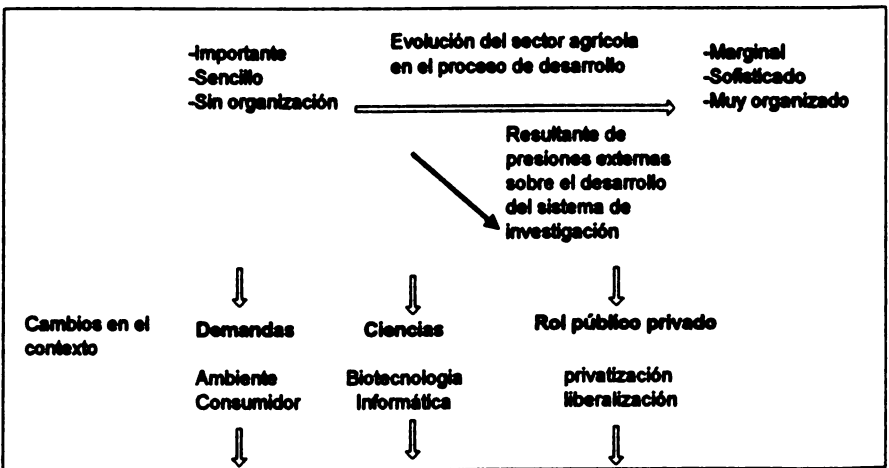 -Importante
-Sencillo
-Sin organización
Evolución del sector agrícola
en el proceso de desarrollo
-Marginal
-Sofisticado
-Muy organizado
Resultante de
presiones externas
sobre el desarrollo
del sistema de
investigación
Cambios en el
contexto
Demandas
Ciencias
Rol público privado
Ambiente
Consumidor
Biotecnologia
Informática
privatización
liberalización